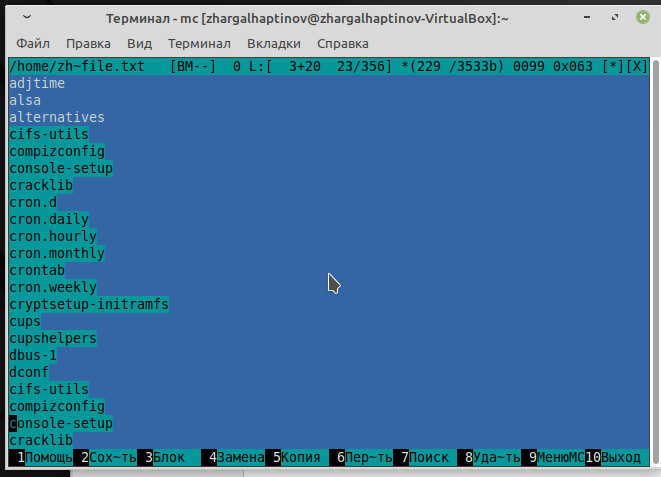 Терминал - mc [zhargalhaptinov@zhargalhaptinov-VirtualBox]:~
Файл Правка Вид Терминал Вкладки Справка
/home/zh~file.txt [BM--] 0 L:[ 3+20 23/356] *(229 /3533b) 0099 0x063 [*][X]
adjtime
alsa
alternatives
cifs-utils
compizconfig
console-setup
cracklib
cron.d
cron.daily
cron.hourly
cron.monthly
crontab
cron.weekly
cryptsetup-initramfs
cups
cupshelpers
dbus-1
dconf
cifs-utils
compizconfig
console-setup
cracklib
1Помощь 2Сох~ть 3Блок 4Замена 5Копия 6Пер~ть 7Поиск 8Уда~ть 9МенюМС 10Выход